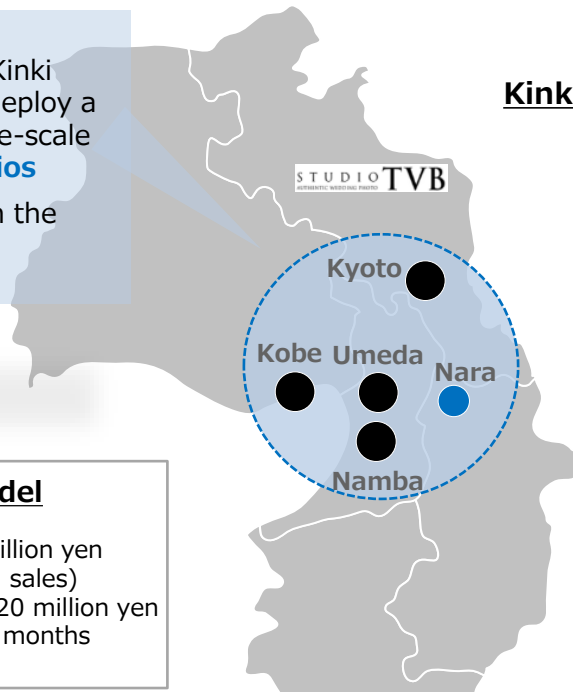 Kinki
eploy a
e-scale
ios
n the
Kink
STUDIO TVB
AUTHENTIC WEDDING PHOTO
Kyoto
Kobe Umeda
Nara
Namba
del
illion yen
sales)
20 million yen
months